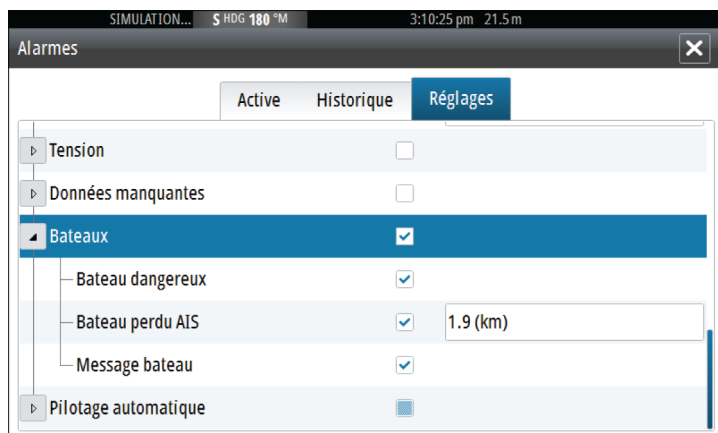 SIMULATION... S HDG 180 °M 3:10:25 pm 21.5 m
Alarmes
Active Historique Réglages
Tension
Données manquantes
Bateaux
Bateau dangereux
Bateau perdu AIS 1.9 (km)
Message bateau
Pilotage automatique